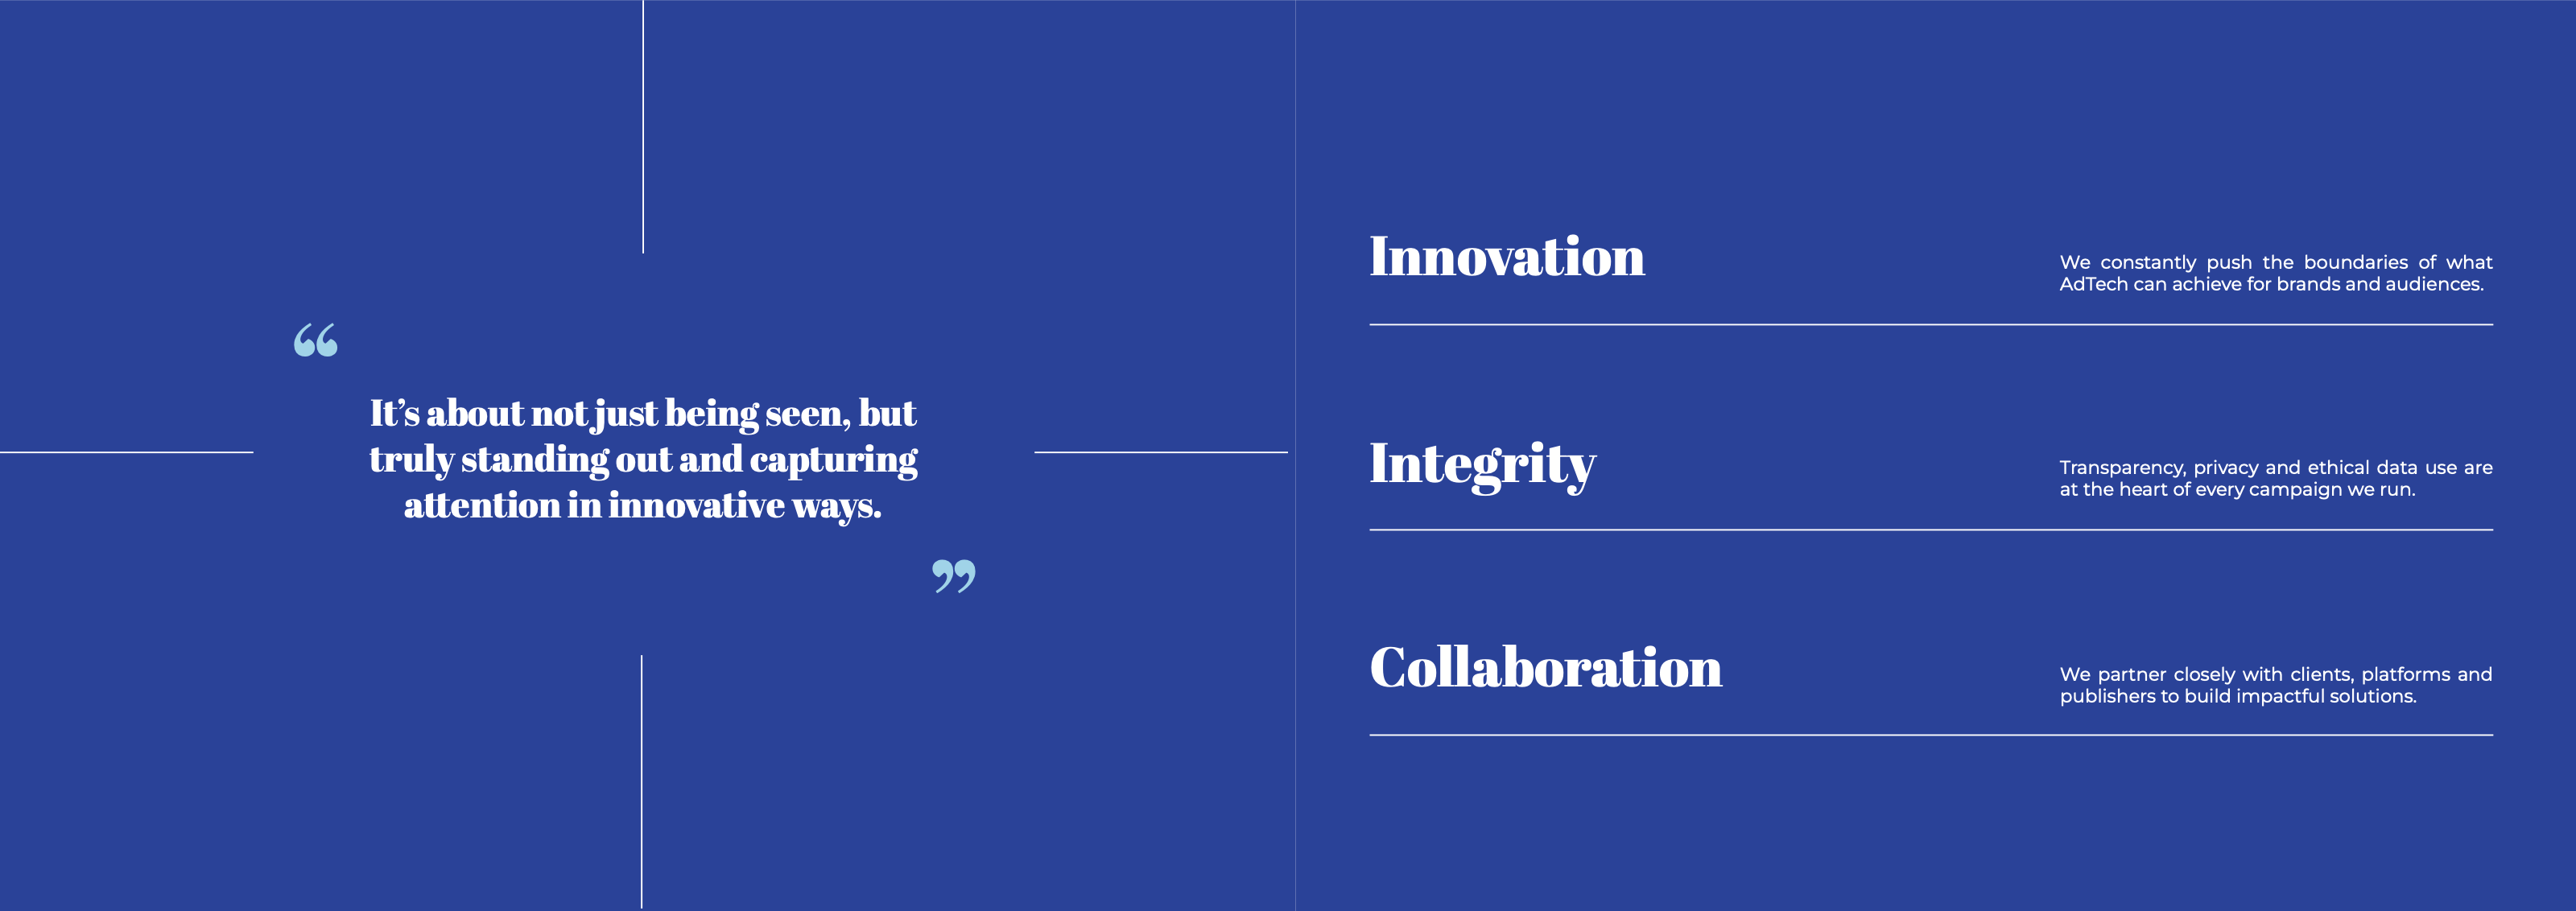 “
It’s about not just being seen, but
truly standing out and capturing
attention in innovative ways.
”
Innovation
We constantly push the boundaries of what
AdTech can achieve for brands and audiences.
Integrity
Transparency, privacy and ethical data use are
at the heart of every campaign we run.
Collaboration
We partner closely with clients, platforms and
publishers to build impactful solutions.